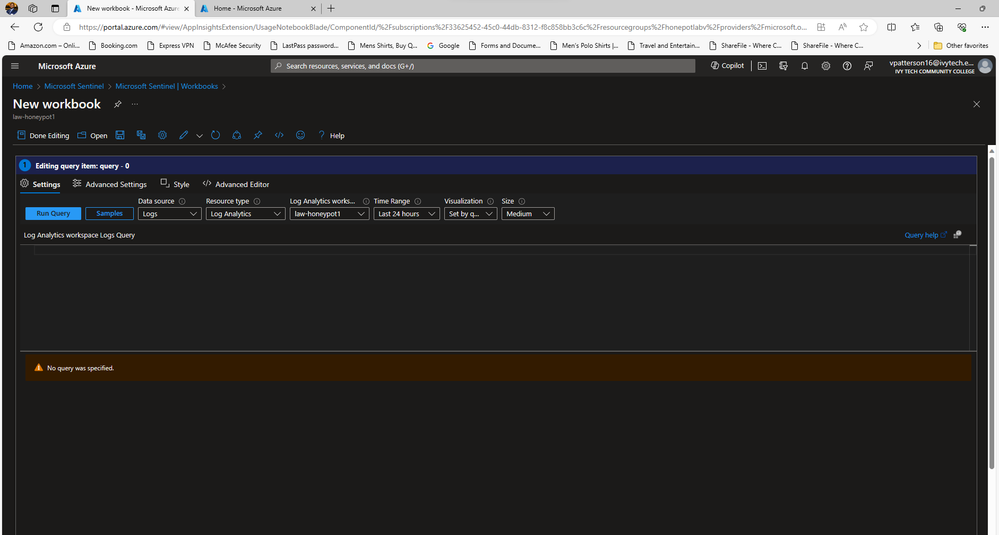 New workbook - Microsoft Azure
Home - Microsoft Azure
https://portal.azure.com/#view/AppInsightsExtension/UsageNotebookBlade/ComponentId/%2Fsubscriptions%2F33625452-45c0-44db-8312-f8c858bb3c6c%2Fresourcegroups%2Fhonepotlabv%2Fproviders%2Fmicrosoft.o...
Amazon.com – Onli... Booking.com Express VPN McAfee Security LastPass password... Mens Shirts, Buy Q... Google Forms and Docume... Men's Polo Shirts |... Travel and Entertain... ShareFile - Where C... ShareFile - Where C... Other favorites
Microsoft Azure
Search resources, services, and docs (G+/)
Copilot
vpatterson16@ivytech.e...
IVY TECH COMMUNITY COLLEGE
Home > Microsoft Sentinel > Microsoft Sentinel | Workbooks >
New workbook
law-honeypot1
Done Editing Open Help
1 Editing query item: query - 0
Settings Advanced Settings Style Advanced Editor
Data source Resource type Log Analytics works... Time Range Visualization Size
Run Query Samples Logs Log Analytics law-honeypot1 Last 24 hours Set by q... Medium
Log Analytics workspace Logs Query
Query help
No query was specified.